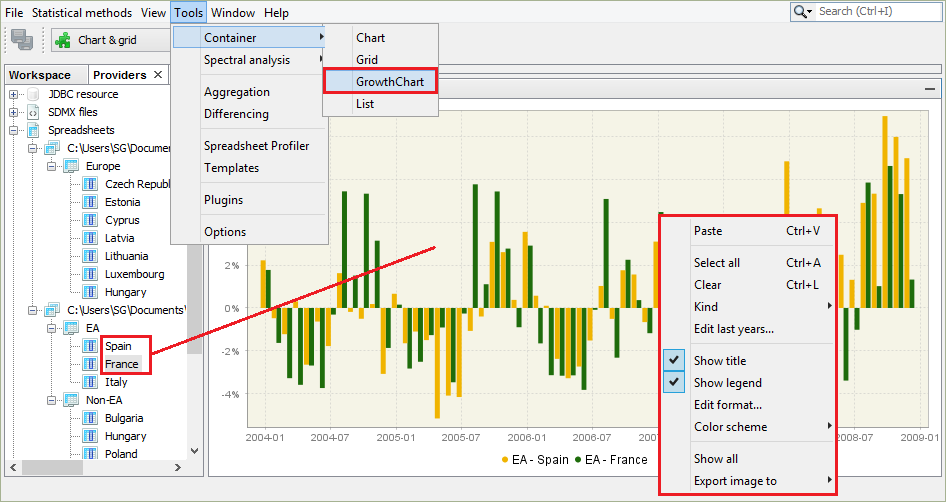 File Statistical methods View Tools Window Help Search (Ctrl+I)
Chart & grid
Container
Spectral analysis
Aggregation
Differencing
Spreadsheet Profiler
Templates
Plugins
Options
Chart
Grid
GrowthChart
List
Workspace Providers
JDBC resource
SDMX files
Spreadsheets
C:\Users\SG\Docume
Europe
Czech Republ
Estonia
Cyprus
Latvia
Lithuania
Luxembourg
Hungary
C:\Users\SG\Documents\
EA
Spain
France
Italy
Non-EA
Bulgaria
Hungary
Poland
2%
0%
-2%
-4%
2004-01 2004-07 2005-01 2005-07 2006-01 2006-07 2007 2008-07 2009-01
EA - Spain EA - France
Paste Ctrl+V
Select all Ctrl+A
Clear Ctrl+L
Kind
Edit last years...
Show title
Show legend
Edit format...
Color scheme
Show all
Export image to